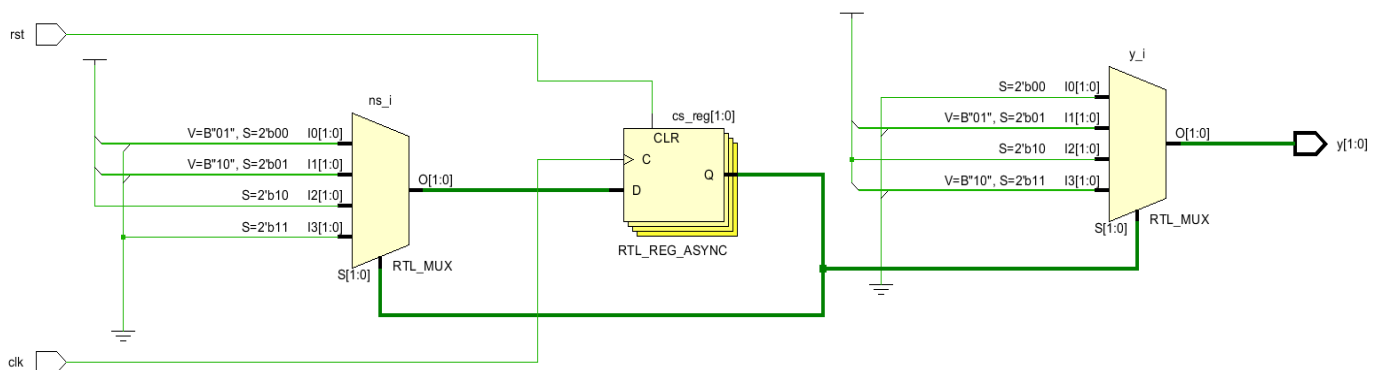 rst
ns_i
V=B"01", S=2'b00 I0[1:0]
V=B"10", S=2'b01 I1[1:0]
S=2'b10 I2[1:0]
S=2'b11 I3[1:0]
S[1:0]
O[1:0]
RTL_MUX
cs_reg[1:0]
CLR
C
D
Q
RTL_REG_ASYNC
y_i
S=2'b00 I0[1:0]
V=B"01", S=2'b01 I1[1:0]
S=2'b10 I2[1:0]
V=B"10", S=2'b11 I3[1:0]
S[1:0]
O[1:0]
RTL_MUX
y[1:0]
clk